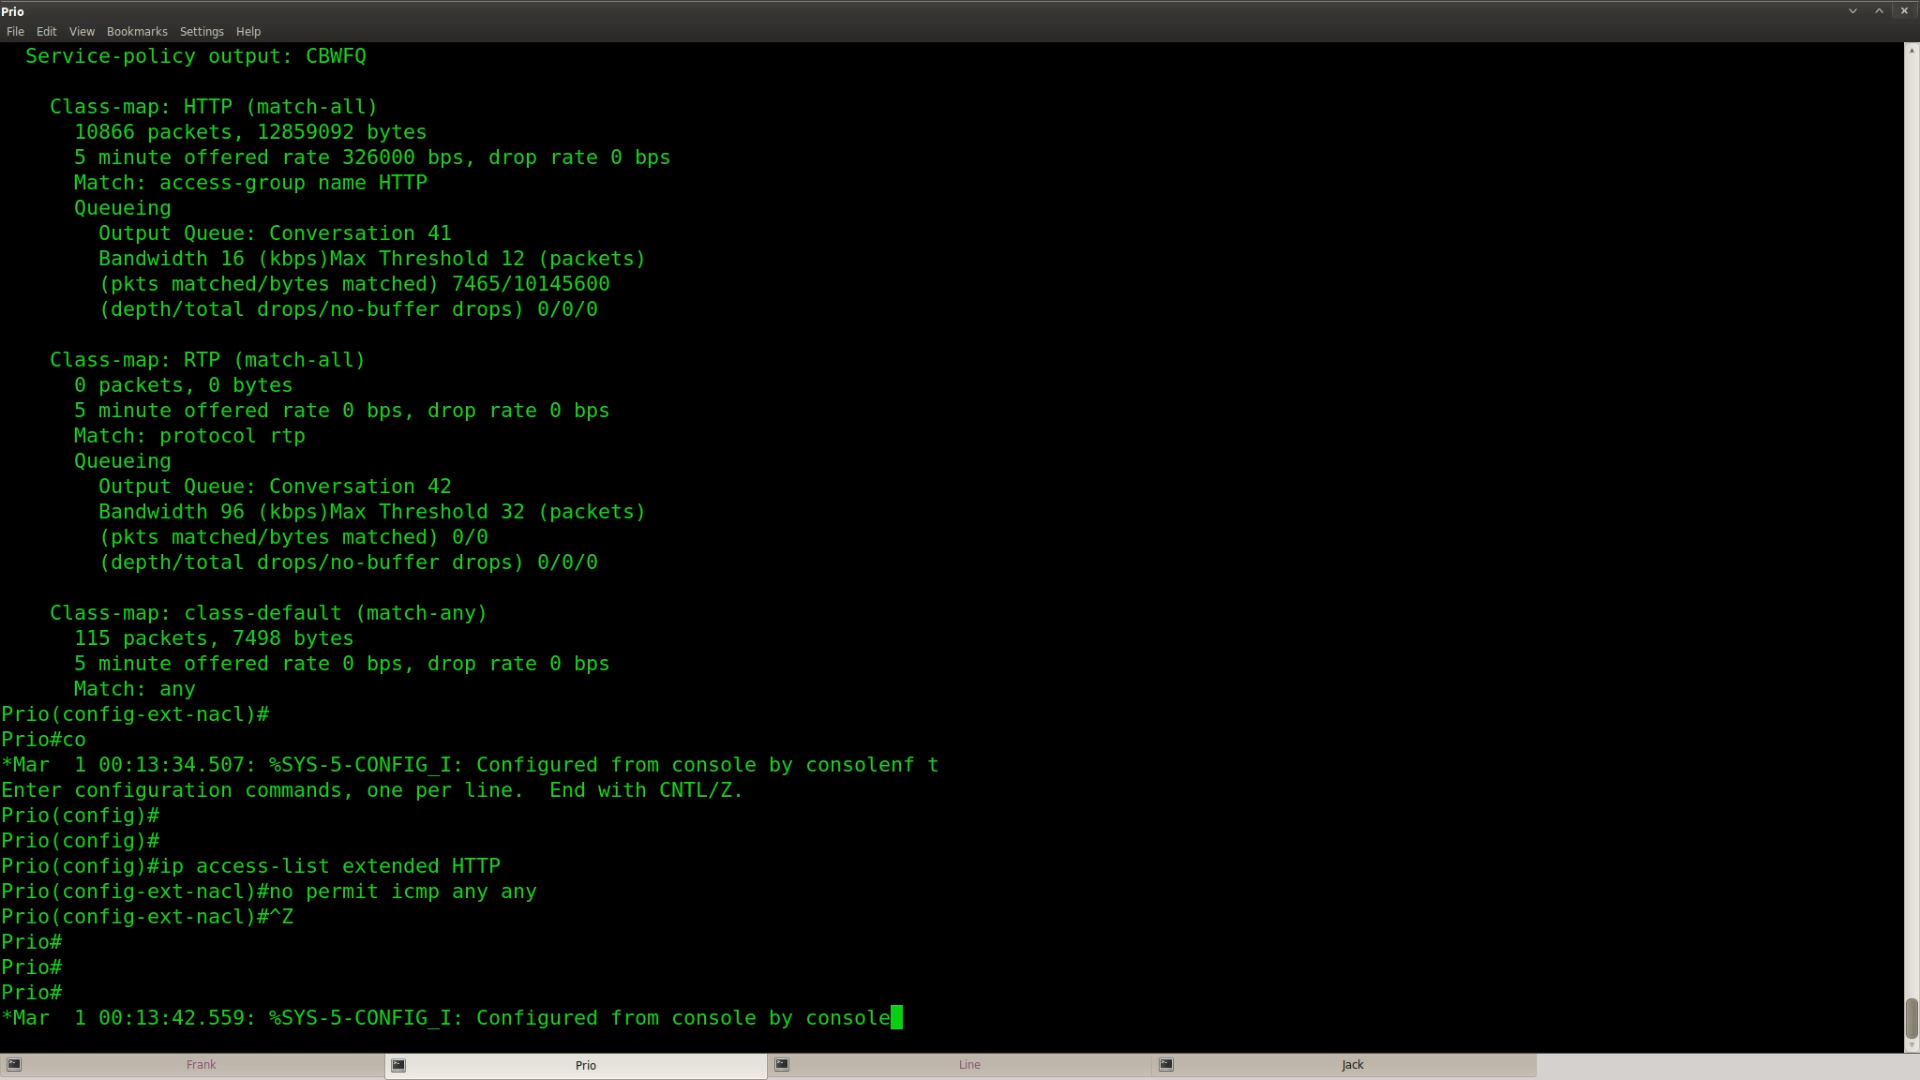 Prio
File Edit View Bookmarks Settings Help
Service-policy output: CBWFQ
Class-map: HTTP (match-all)
10866 packets, 12859092 bytes
5 minute offered rate 326000 bps, drop rate 0 bps
Match: access-group name HTTP
Queueing
Output Queue: Conversation 41
Bandwidth 16 (kbps)Max Threshold 12 (packets)
(pkts matched/bytes matched) 7465/10145600
(depth/total drops/no-buffer drops) 0/0/0
Class-map: RTP (match-all)
0 packets, 0 bytes
5 minute offered rate 0 bps, drop rate 0 bps
Match: protocol rtp
Queueing
Output Queue: Conversation 42
Bandwidth 96 (kbps)Max Threshold 32 (packets)
(pkts matched/bytes matched) 0/0
(depth/total drops/no-buffer drops) 0/0/0
Class-map: class-default (match-any)
115 packets, 7498 bytes
5 minute offered rate 0 bps, drop rate 0 bps
Match: any
Prio(config-ext-nacl)#
Prio#co
*Mar  1 00:13:34.507: %SYS-5-CONFIG_I: Configured from console by consolenf t
Enter configuration commands, one per line.  End with CNTL/Z.
Prio(config)#
Prio(config)#
Prio(config)#ip access-list extended HTTP
Prio(config-ext-nacl)#no permit icmp any any
Prio(config-ext-nacl)#^Z
Prio#
Prio#
Prio#
*Mar  1 00:13:42.559: %SYS-5-CONFIG_I: Configured from console by console
Frank Prio Line Jack